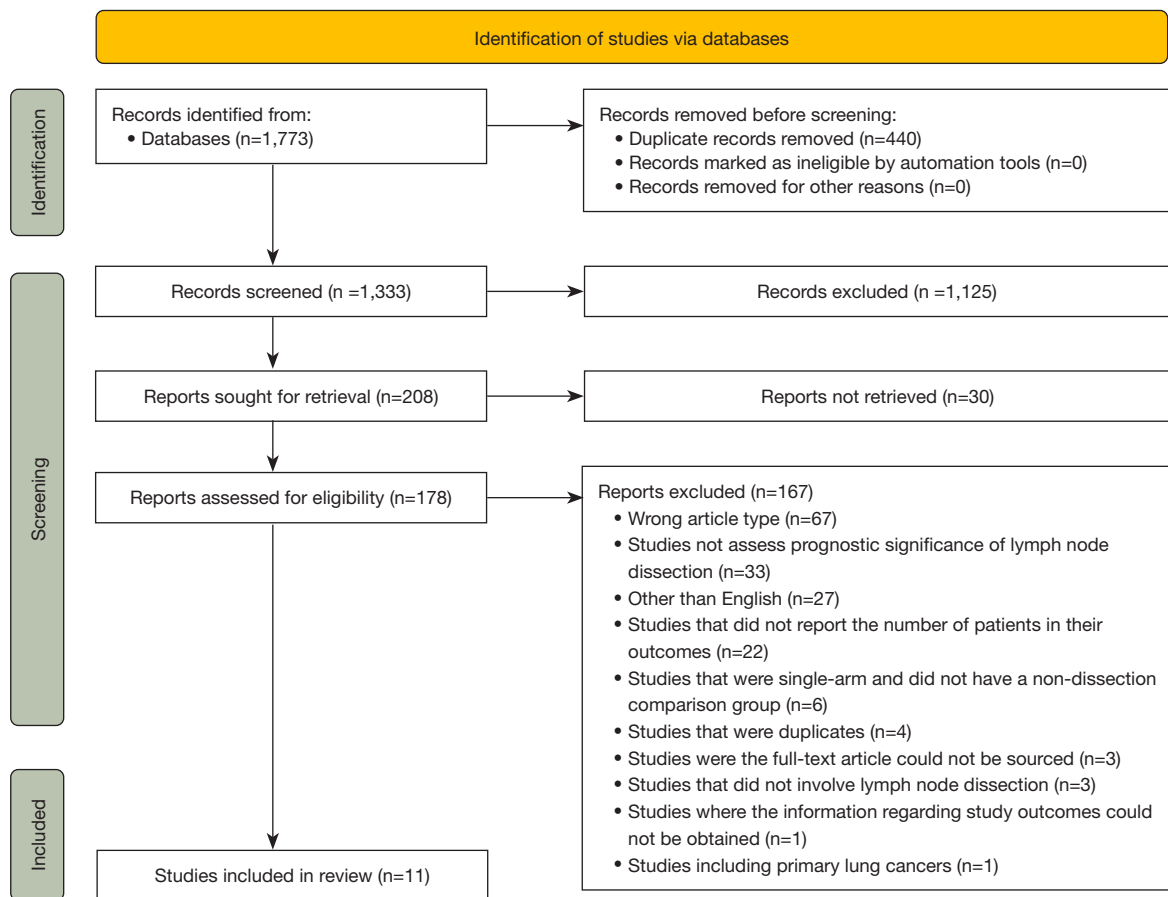 Identification of studies via databases
Identification
Records identified from:
• Databases (n=1,773)
Records removed before screening:
• Duplicate records removed (n=440)
• Records marked as ineligible by automation tools (n=0)
• Records removed for other reasons (n=0)
Screening
Records screened (n =1,333)
Records excluded (n =1,125)
Reports sought for retrieval (n=208)
Reports not retrieved (n=30)
Reports assessed for eligibility (n=178)
Reports excluded (n=167)
• Wrong article type (n=67)
• Studies not assess prognostic significance of lymph node
dissection (n=33)
• Other than English (n=27)
• Studies that did not report the number of patients in their
outcomes (n=22)
• Studies that were single-arm and did not have a non-dissection
comparison group (n=6)
• Studies that were duplicates (n=4)
• Studies were the full-text article could not be sourced (n=3)
• Studies that did not involve lymph node dissection (n=3)
• Studies where the information regarding study outcomes could
not be obtained (n=1)
• Studies including primary lung cancers (n=1)
Included
Studies included in review (n=11)